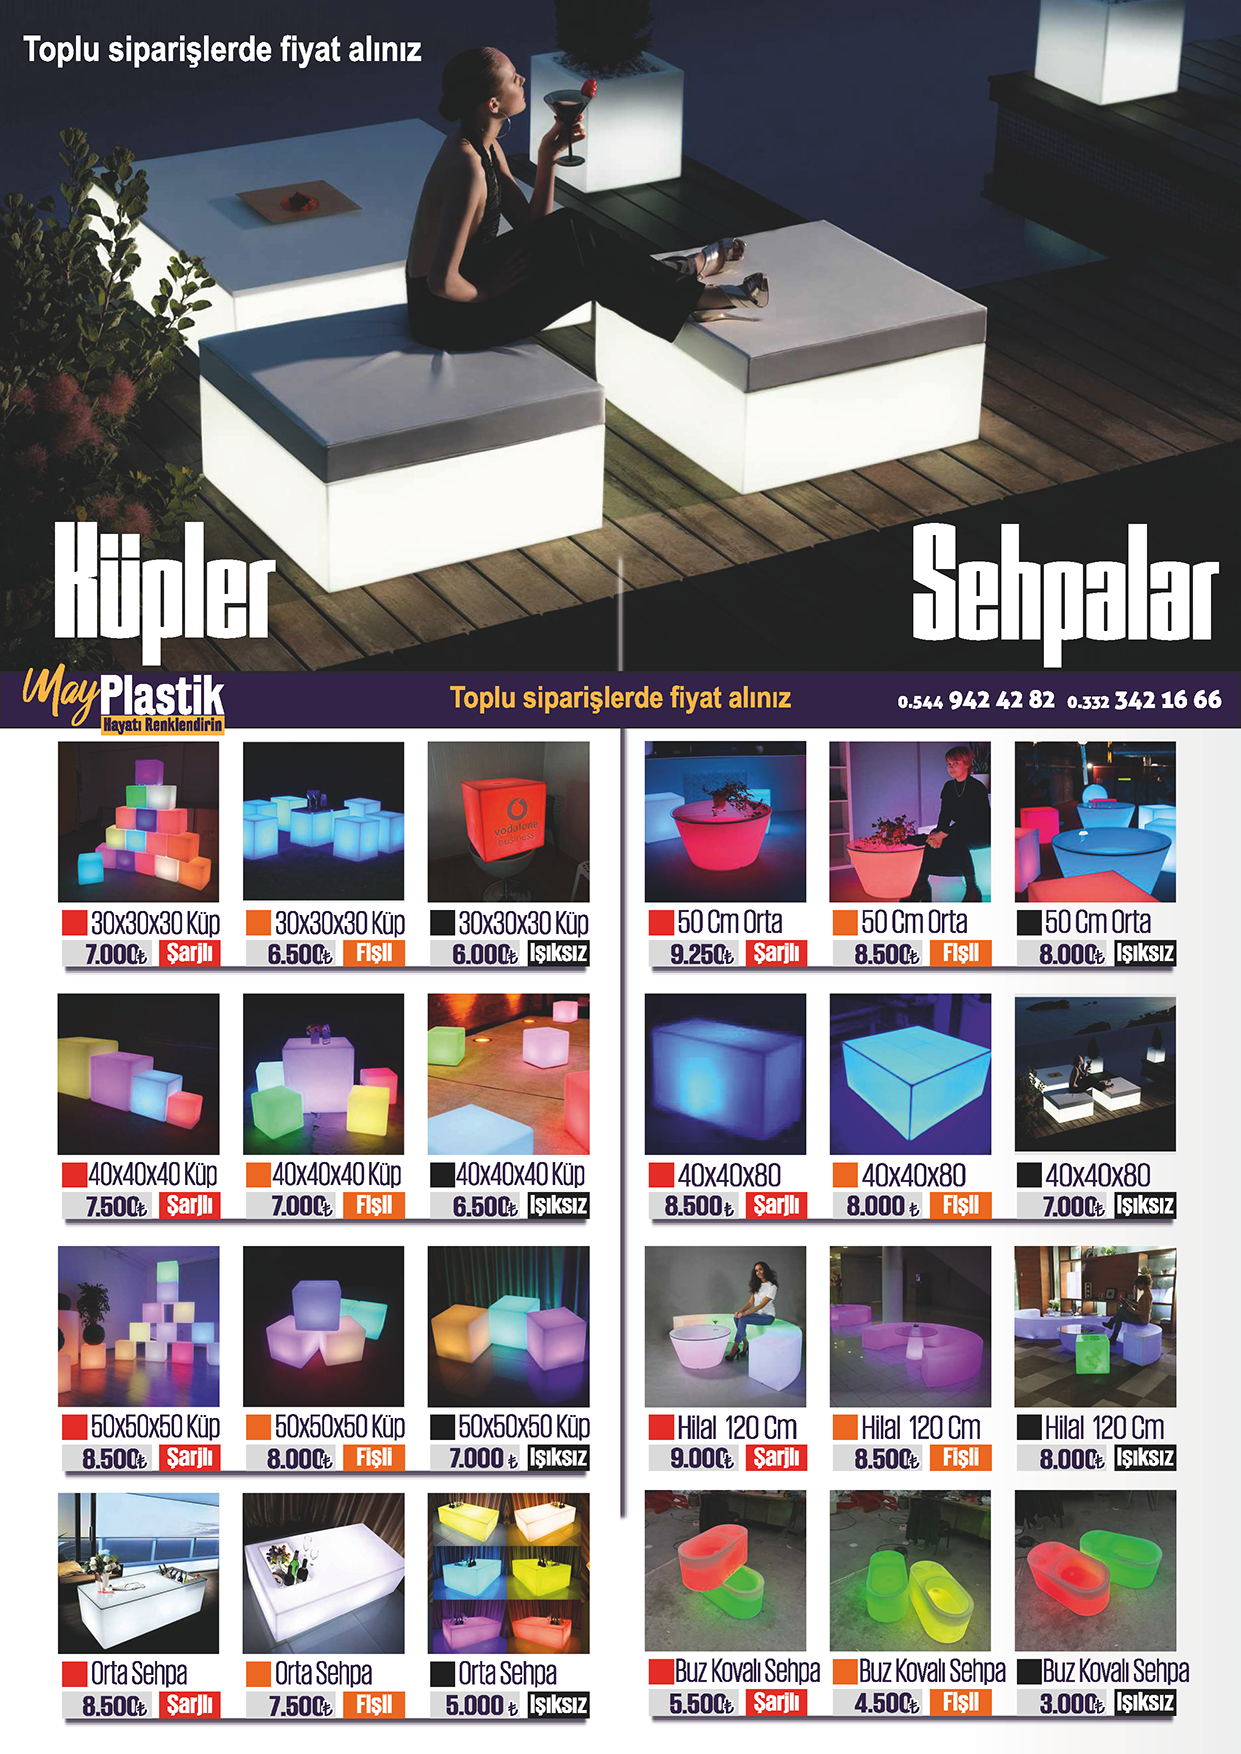 Toplu siparişlerde fiyat alınız
Küpler
Sehpalar
May Plastik
Hayatı Renklendirin
Toplu siparişlerde fiyat alınız
0.544 942 42 82 0.332 342 16 66
vodafone
business
30x30x30 Küp
7.000₺ Şarjlı
30x30x30 Küp
6.500₺ Fişli
30x30x30 Küp
6.000₺ Işıksız
50 Cm Orta
9.250₺ Şarjlı
50 Cm Orta
8.500₺ Fişli
50 Cm Orta
8.000₺ Işıksız
40x40x40 Küp
7.500₺ Şarjlı
40x40x40 Küp
7.000₺ Fişli
40x40x40 Küp
6.500₺ Işıksız
40x40x80
8.500₺ Şarjlı
40x40x80
8.000₺ Fişli
40x40x80
7.000₺ Işıksız
50x50x50 Küp
8.500₺ Şarjlı
50x50x50 Küp
8.000₺ Fişli
50x50x50 Küp
7.000₺ Işıksız
Hilal 120 Cm
9.000₺ Şarjlı
Hilal 120 Cm
8.500₺ Fişli
Hilal 120 Cm
8.000₺ Işıksız
Orta Sehpa
8.500₺ Şarjlı
Orta Sehpa
7.500₺ Fişli
Orta Sehpa
5.000₺ Işıksız
Buz Kovalı Sehpa
5.500₺ Şarjlı
Buz Kovalı Sehpa
4.500₺ Fişli
Buz Kovalı Sehpa
3.000₺ Işıksız